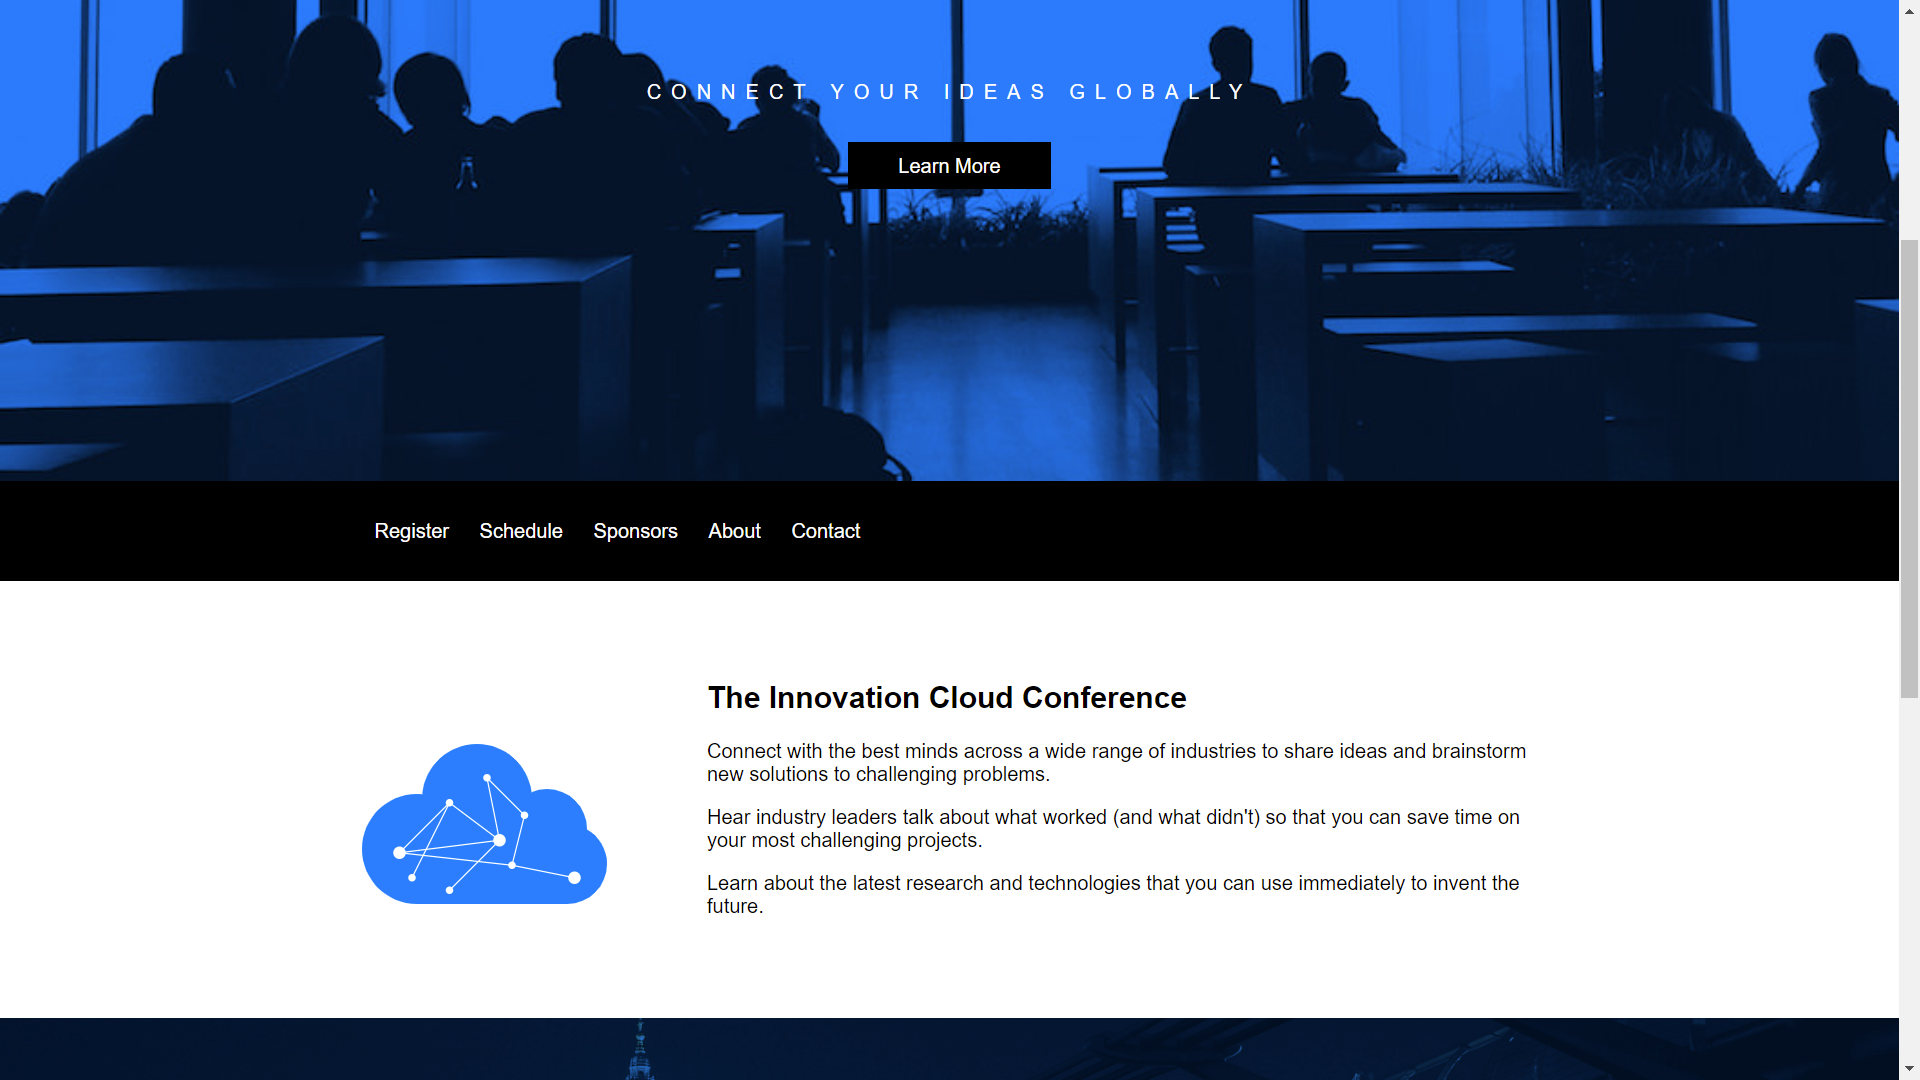 CONNECT YOUR IDEAS GLOBALLY
Learn More
Register Schedule Sponsors About Contact
The Innovation Cloud Conference
Connect with the best minds across a wide range of industries to share ideas and brainstorm
new solutions to challenging problems.
Hear industry leaders talk about what worked (and what didn't) so that you can save time on
your most challenging projects.
Learn about the latest research and technologies that you can use immediately to invent the
future.